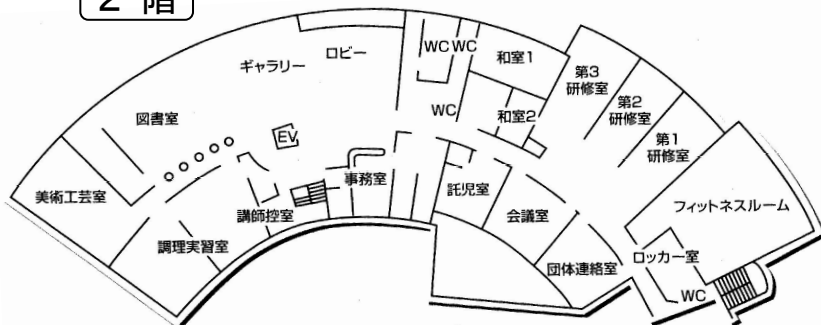 2階
ロビー
ギャラリー
図書室
EV
美術工芸室
調理実習室
講師控室
事務室
WC WC
WC
和室1
和室2
第3
研修室
第2
研修室
第1
研修室
託児室
会議室
団体連絡室
フィットネスルーム
ロッカー室
WC